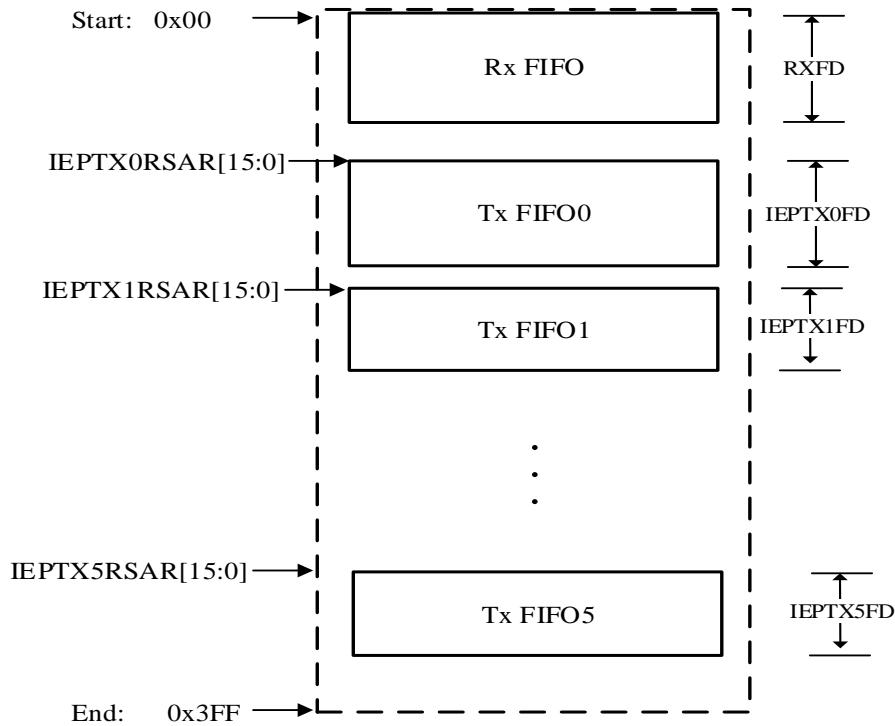 Start: 0x00
Rx FIFO
RXFD
IEPTX0RSAR[15:0]
Tx FIFO0
IEPTX0FD
IEPTX1RSAR[15:0]
Tx FIFO1
IEPTX1FD
IEPTX5RSAR[15:0]
Tx FIFO5
IEPTX5FD
End: 0x3FF